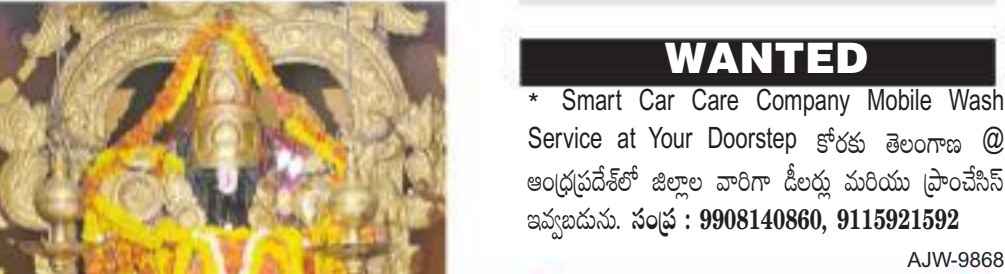 WANTED
* Smart Car Care Company Mobile Wash
Service at Your Doorstep కోరకు తెలంగాణ @
ఆంధ్రప్రదేశ్‌లో జిల్లాల వారిగా డీలర్లు మరియు ప్రాంచేసిస్
ఇవ్వబడును. సంప్ర : 9908140860, 9115921592
AJW-9868